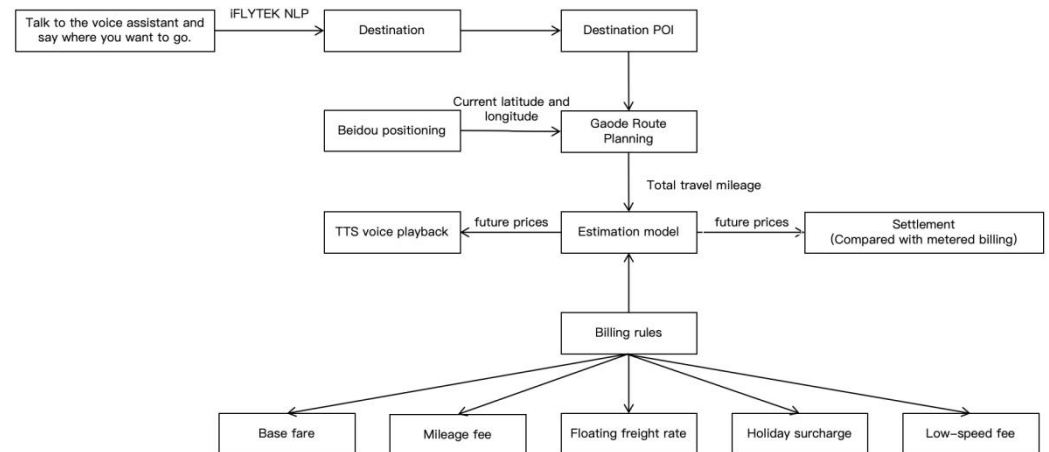 iFLYTEK NLP
Talk to the voice assistant and
say where you want to go.
Destination
Destination POI
Current latitude and
longitude
Beidou positioning
Gaode Route
Planning
Total travel mileage
TTS voice playback
future prices
Estimation model
future prices
Settlement
(Compared with metered billing)
Billing rules
Base fare
Mileage fee
Floating freight rate
Holiday surcharge
Low-speed fee